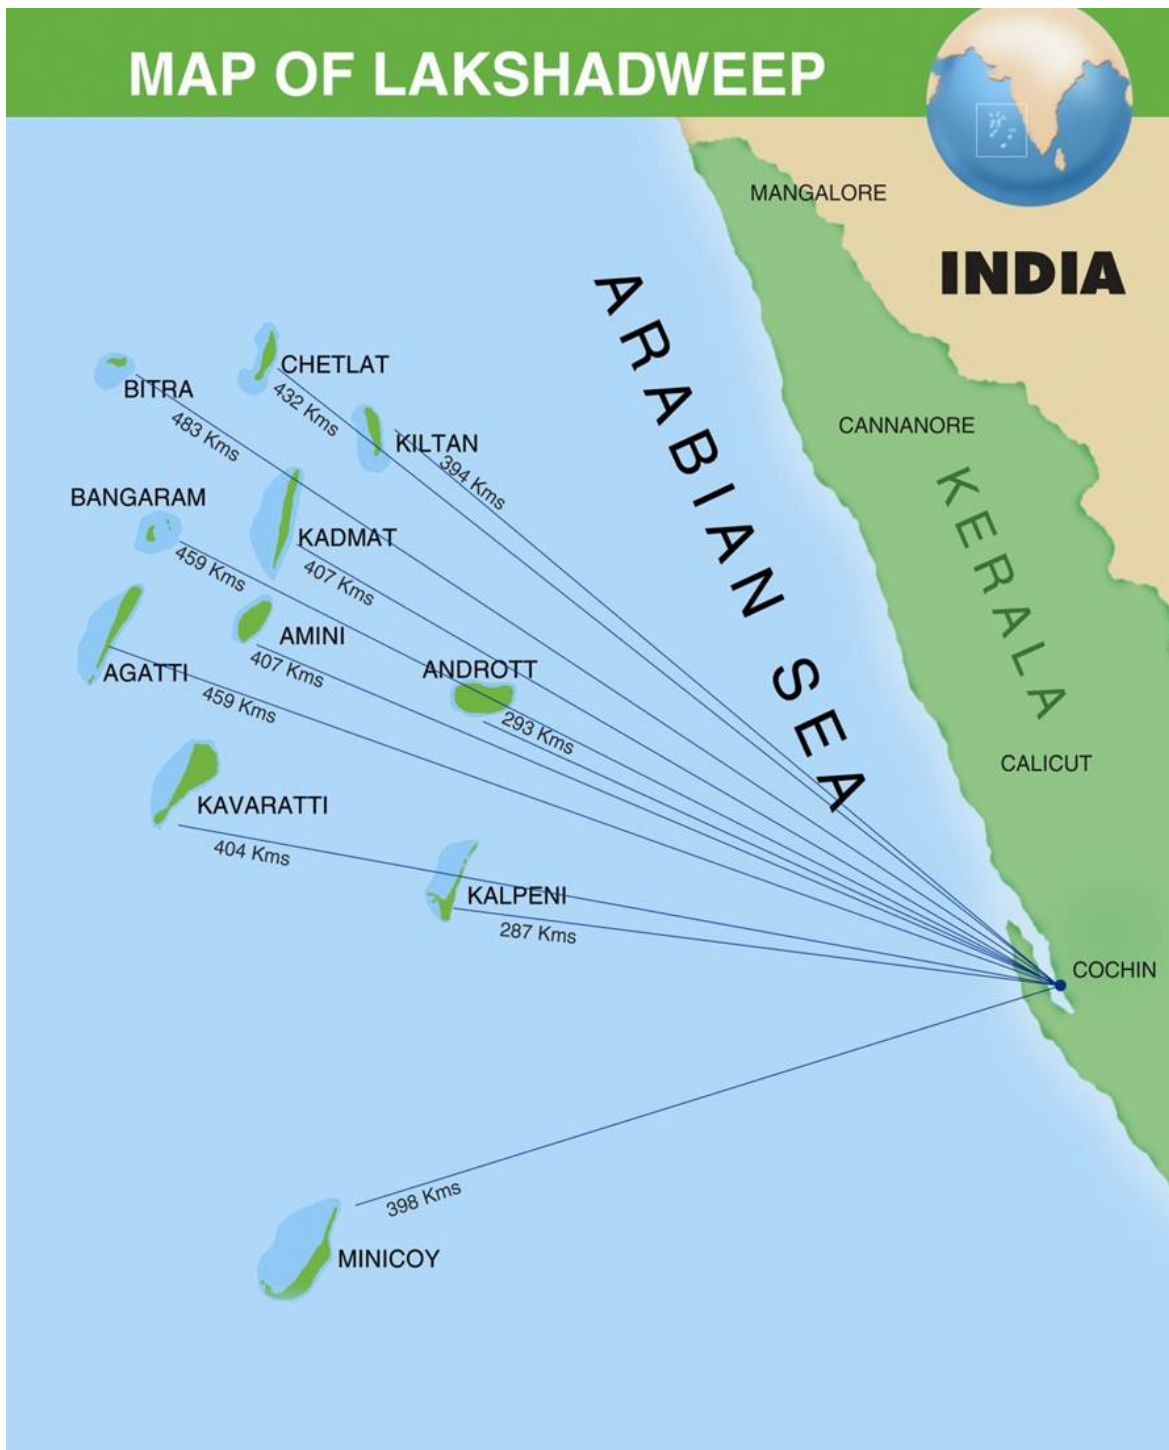 MAP OF LAKSHADWEEP
MANGALORE
INDIA
ARABIAN SEA
CHETLAT
432 Kms
BITRA
483 Kms
CANNANORE
KILTAN
394 Kms
KERALA
BANGARAM
459 Kms
KADMAT
407 Kms
AMINI
407 Kms
ANDROTT
293 Kms
AGATTI
459 Kms
CALICUT
KAVARATTI
404 Kms
KALPENI
287 Kms
COCHIN
398 Kms
MINICOY